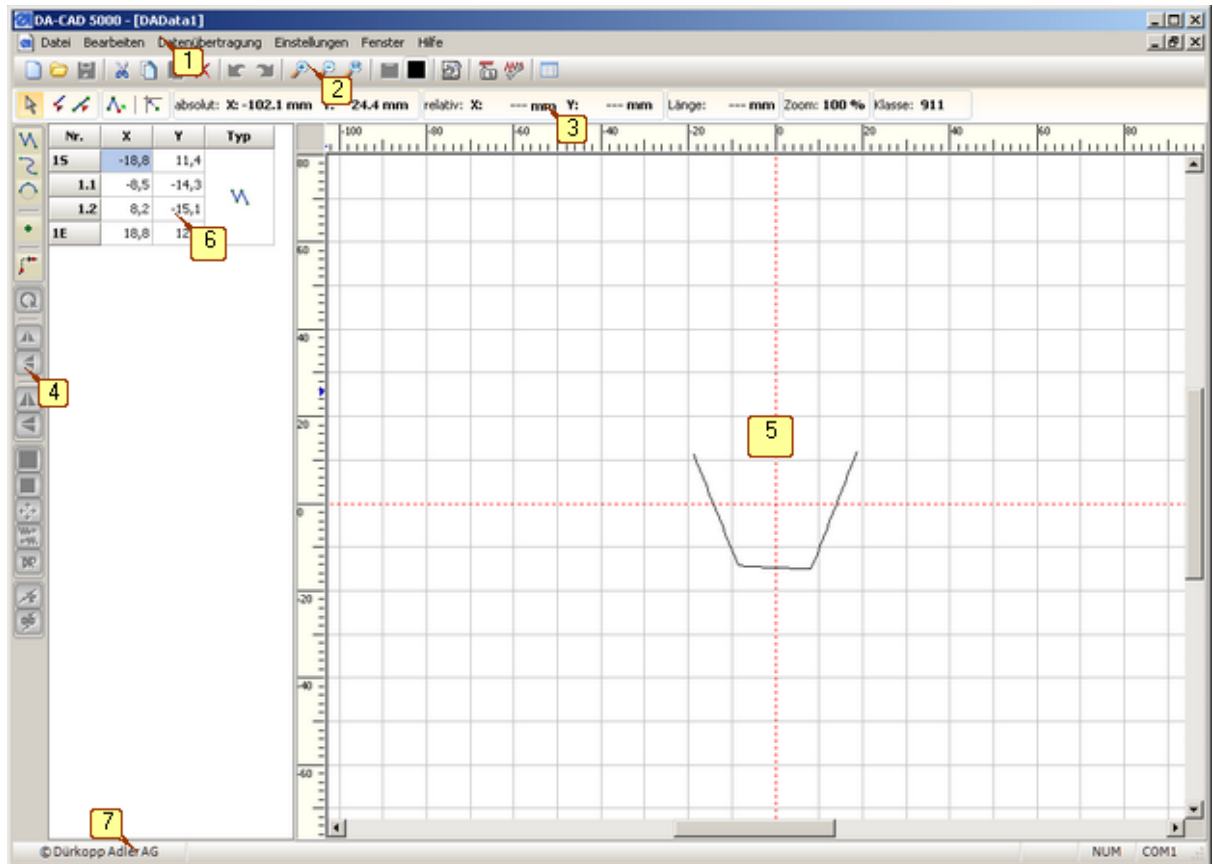 DA-CAD 5000 - [DAData1]
Datei Bearbeiten Datenübertragung Einstellungen Fenster Hilfe
1
2
absolut: X: -102.1 mm 24.4 mm relativ: X: --- mm Y: --- mm Länge: --- mm Zoom: 100 % Klasse: 911
3
Nr. X Y Typ
1S -18,8 11,4
1.1 -8,5 -14,3
1.2 8,2 -15,1
1E 18,8
6
4
5
-100 -80 -60 -40 -20 0 20 40 60 80
80
60
40
20
0
-20
-40
-60
DP
7
© Dürkopp Adler AG NUM COM1